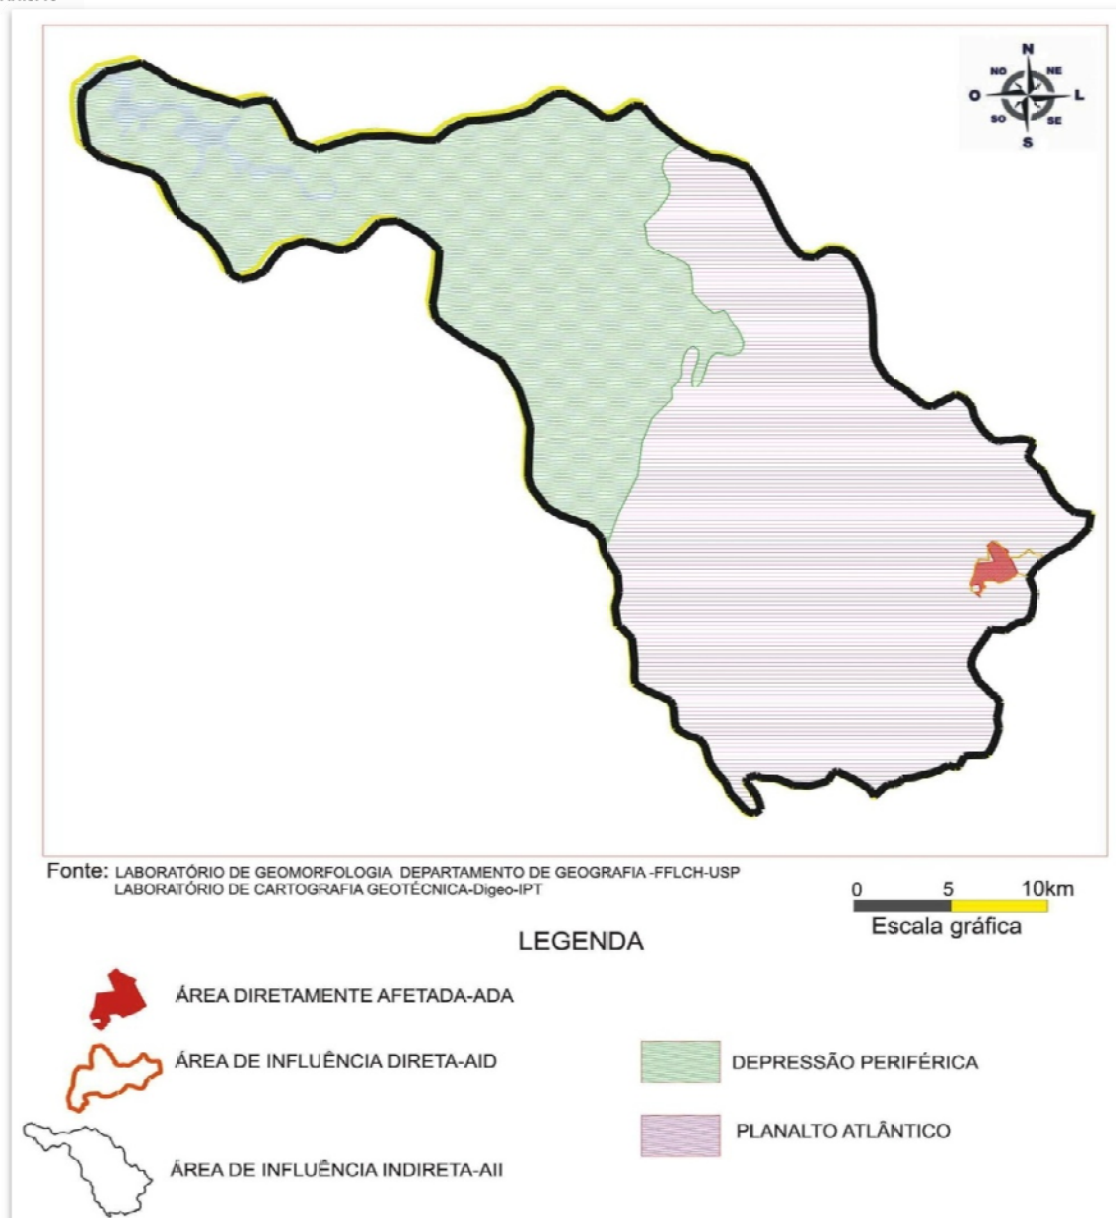 N
NO NE
O L
SO SE
S
Fonte: LABORATÓRIO DE GEOMORFOLOGIA DEPARTAMENTO DE GEOGRAFIA -FFLCH-USP
LABORATÓRIO DE CARTOGRAFIA GEOTÉCNICA-Digeo-IPT
0 5 10km
Escala gráfica
LEGENDA
ÁREA DIRETAMENTE AFETADA-ADA
ÁREA DE INFLUÊNCIA DIRETA-AID
ÁREA DE INFLUÊNCIA INDIRETA-AII
DEPRESSÃO PERIFÉRICA
PLANALTO ATLÂNTICO